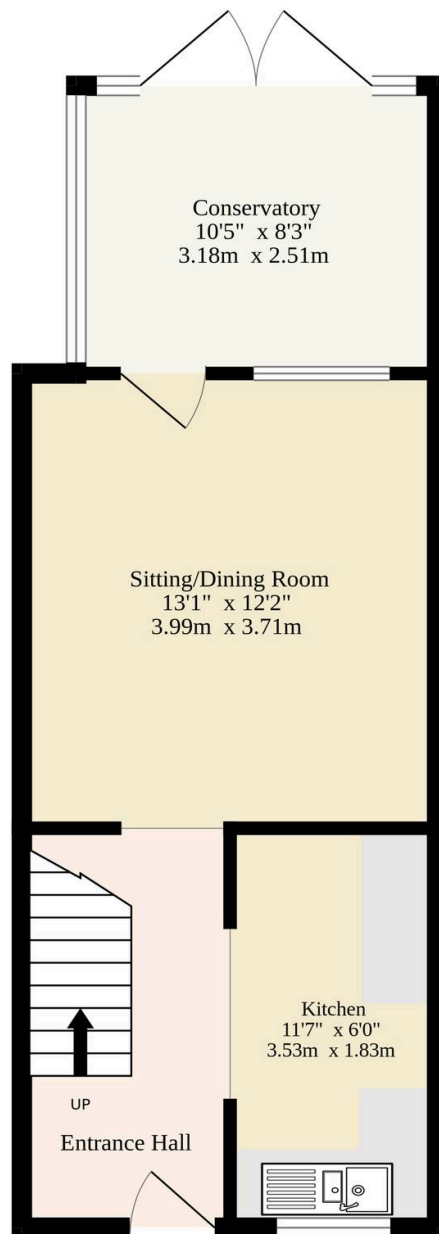 Conservatory
10'5" x 8'3"
3.18m x 2.51m
Sitting/Dining Room
13'1" x 12'2"
3.99m x 3.71m
Kitchen
11'7" x 6'0"
3.53m x 1.83m
UP
Entrance Hall